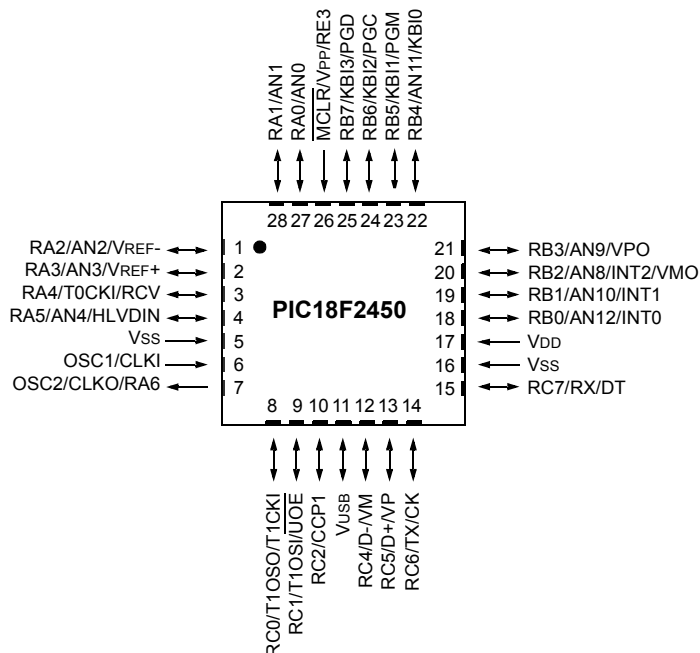 RA1/AN1
RA0/AN0
MCLR/VPP/RE3
RB7/KBI3/PGD
RB6/KBI2/PGC
RB5/KBI1/PGM
RB4/AN11/KBI0
28 27 26 25 24 23 22
RA2/AN2/VREF- 1
RA3/AN3/VREF+ 2
RA4/T0CKI/RCV 3
RA5/AN4/HLVDIN 4
VSS 5
OSC1/CLKI 6
OSC2/CLKO/RA6 7
PIC18F2450
21 RB3/AN9/VPO
20 RB2/AN8/INT2/VMO
19 RB1/AN10/INT1
18 RB0/AN12/INT0
17 VDD
16 VSS
15 RC7/RX/DT
8 9 10 11 12 13 14
RC0/T1OSO/T1CKI
RC1/T1OSI/UOE
RC2/CCP1
VUSB
RC4/D-/VM
RC5/D+/VP
RC6/TX/CK